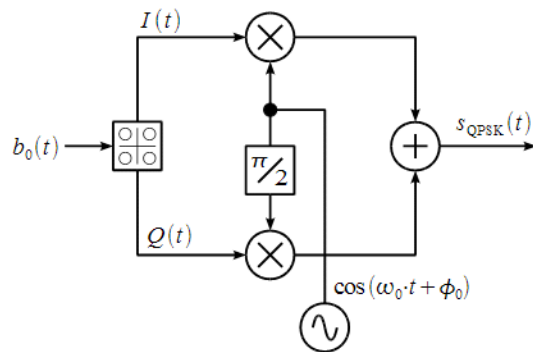 I(t)
b₀(t)
π/2
s_QPSK(t)
Q(t)
cos(ω₀·t+ϕ₀)